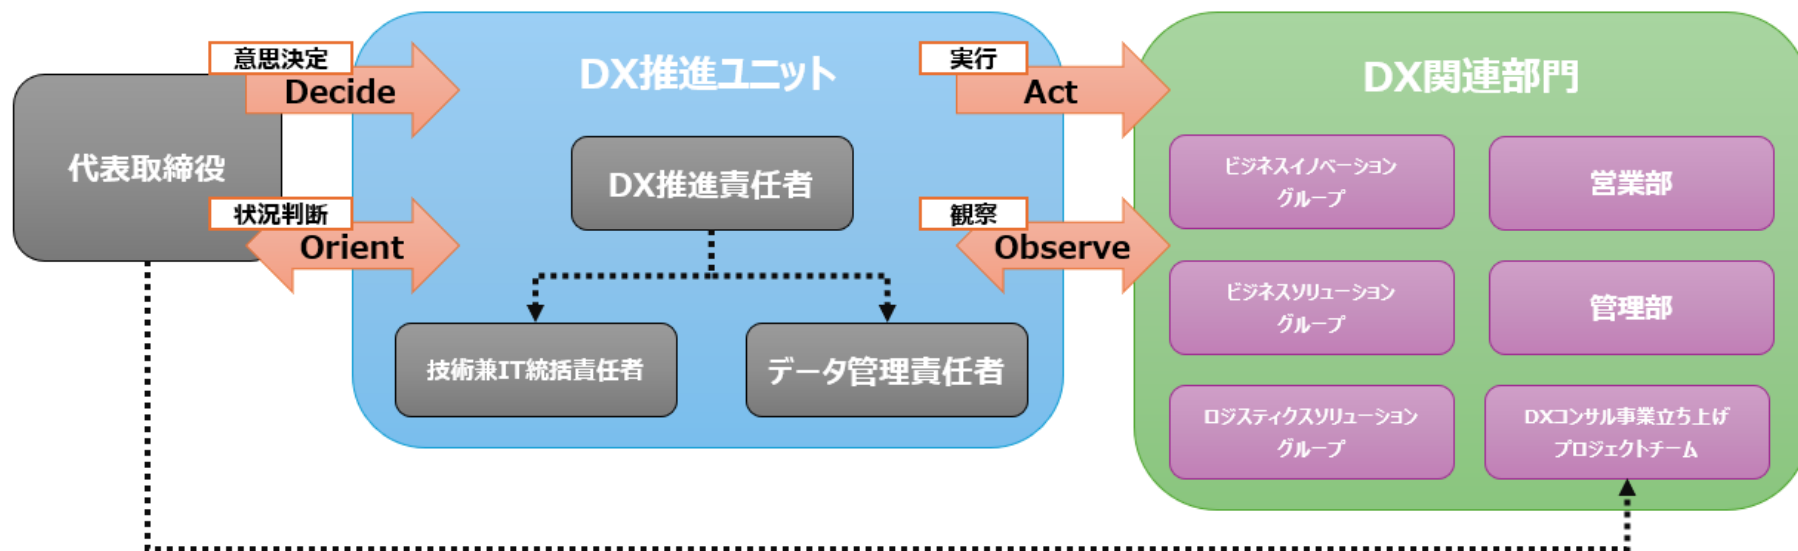 意思決定
Decide
代表取締役
状況判断
Orient
DX推進ユニット
DX推進責任者
技術兼IT統括責任者
データ管理責任者
実行
Act
観察
Observe
DX関連部門
ビジネスイノベーション
グループ
営業部
ビジネスソリューション
グループ
管理部
ロジスティクスソリューション
グループ
DXコンサル事業立ち上げ
プロジェクトチーム